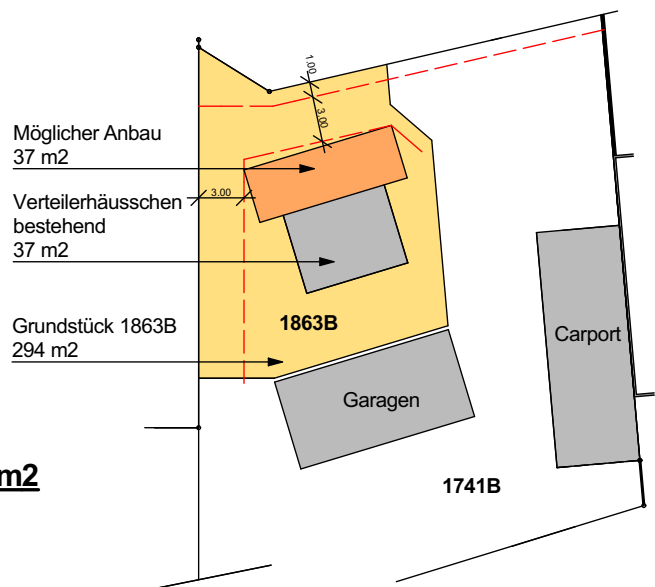 1.00
3.00
Möglicher Anbau
37 m2
3.00
Verteilerhäusschen
bestehend
37 m2
1863B
Grundstück 1863B
294 m2
Carport
Garagen
m2
1741B